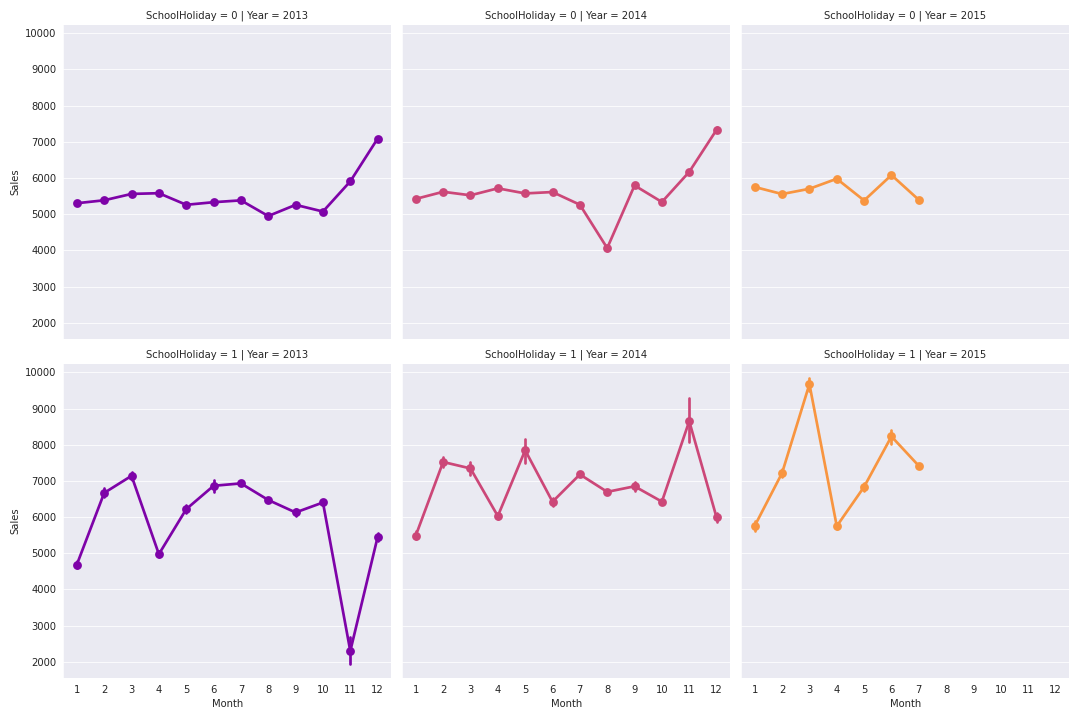 SchoolHoliday = 0 | Year = 2013
SchoolHoliday = 0 | Year = 2014
SchoolHoliday = 0 | Year = 2015
10000
9000
8000
7000
6000
5000
4000
3000
2000
Sales
SchoolHoliday = 1 | Year = 2013
SchoolHoliday = 1 | Year = 2014
SchoolHoliday = 1 | Year = 2015
10000
9000
8000
7000
6000
5000
4000
3000
2000
Sales
1 2 3 4 5 6 7 8 9 10 11 12
1 2 3 4 5 6 7 8 9 10 11 12
1 2 3 4 5 6 7 8 9 10 11 12
Month
Month
Month